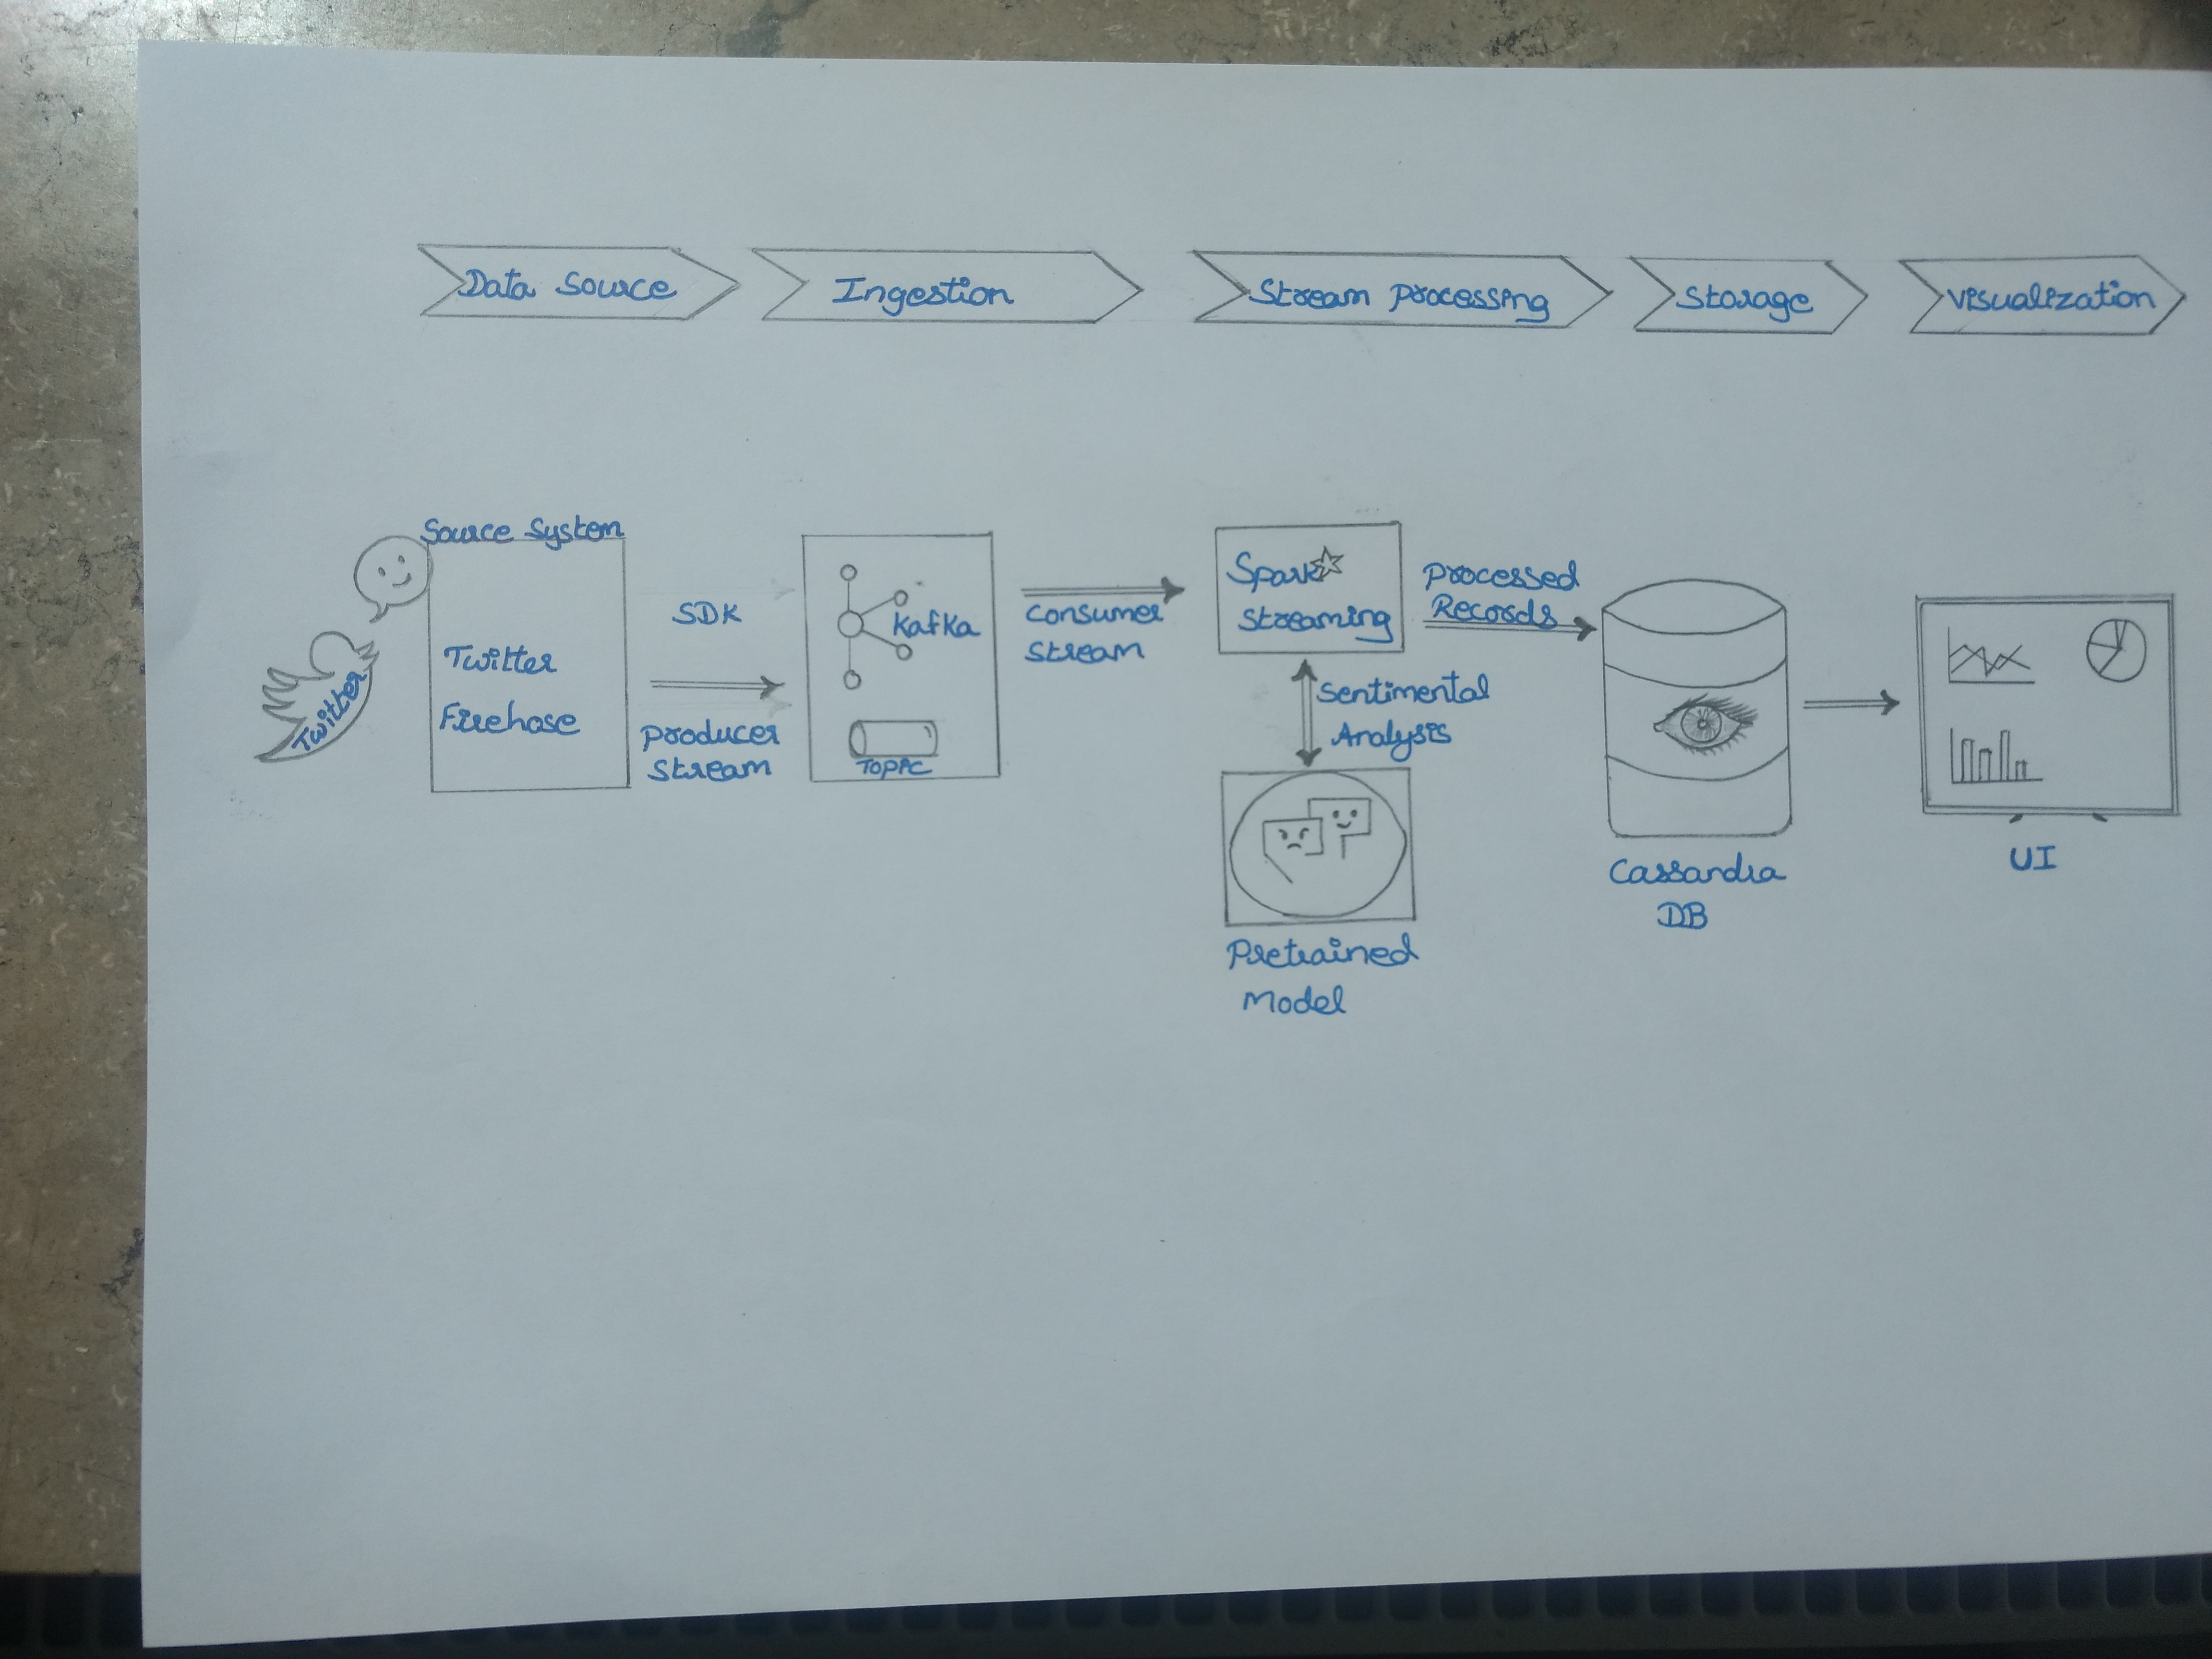 Data Source
Ingestion
Stream processing
Storage
visualization
Source System
Twitter
Twitter
Firehose
SDK
Producer
Stream
Kafka
Topic
Consumer
Stream
Spark
Streaming
Processed
Records
Sentimental
Analysis
Pretrained
Model
Cassandra
DB
UI